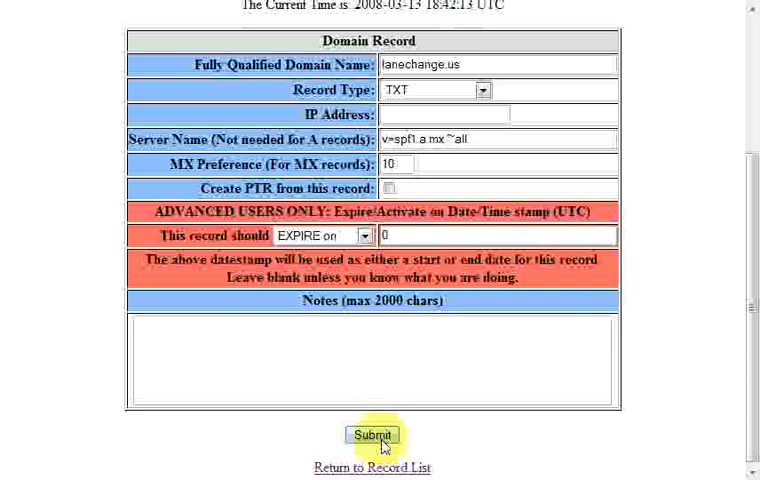 The Current Time is: 2008-03-13 18:42:13 UTC
Domain Record
Fully Qualified Domain Name: lanechange.us
Record Type: TXT
IP Address:
Server Name (Not needed for A records): v=spf1 a mx ~all
MX Preference (For MX records): 10
Create PTR from this record:
ADVANCED USERS ONLY: Expire/Activate on Date/Time stamp (UTC)
This record should EXPIRE on 0
The above datestamp will be used as either a start or end date for this record
Leave blank unless you know what you are doing.
Notes (max 2000 chars)
Submit
Return to Record List